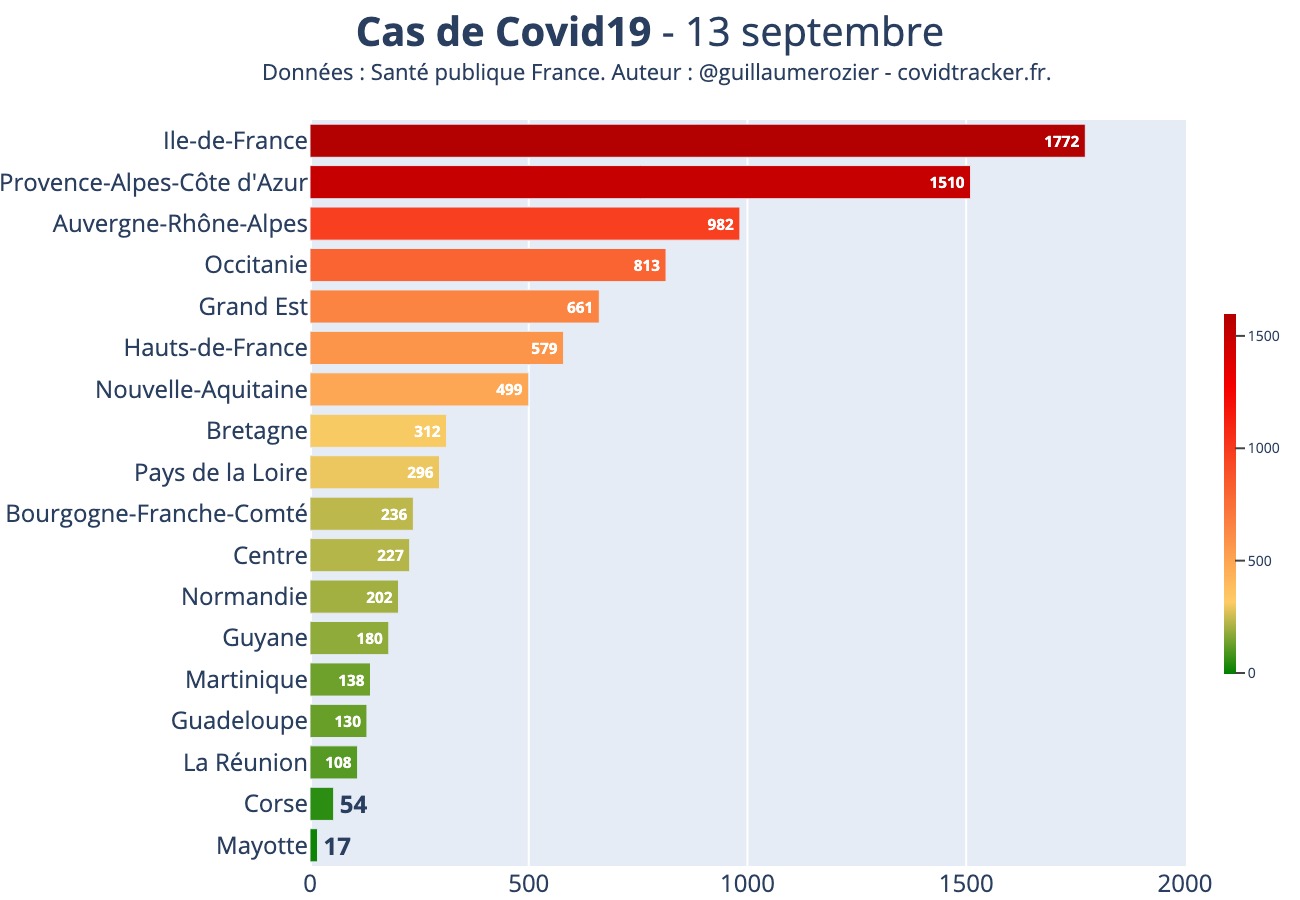 Cas de Covid19 - 13 septembre
Données : Santé publique France. Auteur : @guillaumerozier - covidtracker.fr.
Ile-de-France 1772
Provence-Alpes-Côte d'Azur 1510
Auvergne-Rhône-Alpes 982
Occitanie 813
Grand Est 661
Hauts-de-France 579
Nouvelle-Aquitaine 499
Bretagne 312
Pays de la Loire 296
Bourgogne-Franche-Comté 236
Centre 227
Normandie 202
Guyane 180
Martinique 138
Guadeloupe 130
La Réunion 108
Corse 54
Mayotte 17
0 500 1000 1500 2000
1500
1000
500
0